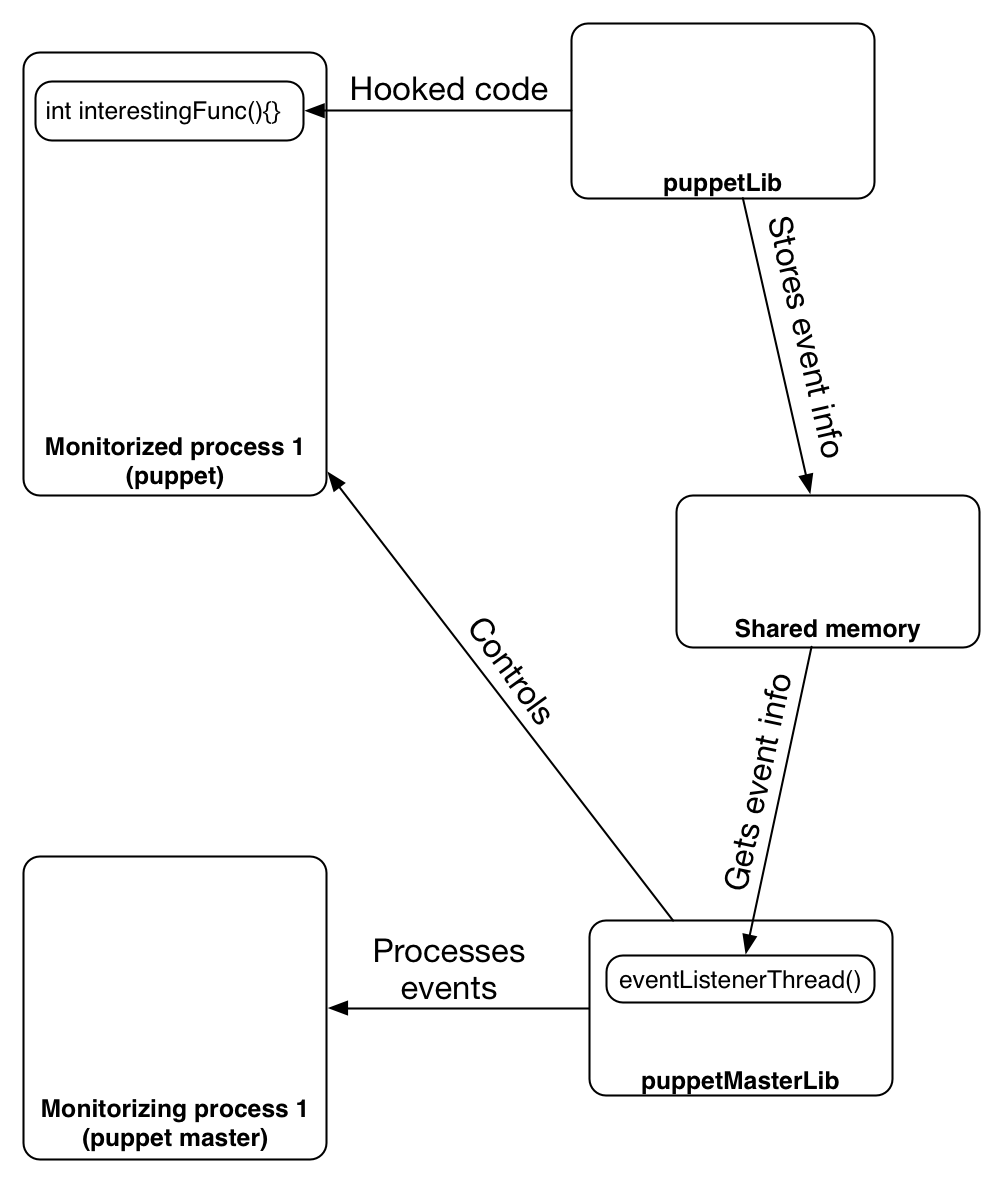 Hooked code
int interestingFunc(){}
puppetLib
Stores event info
Monitorized process 1
(puppet)
Shared memory
Controls
Gets event info
Processes
events
eventListenerThread()
puppetMasterLib
Monitorizing process 1
(puppet master)